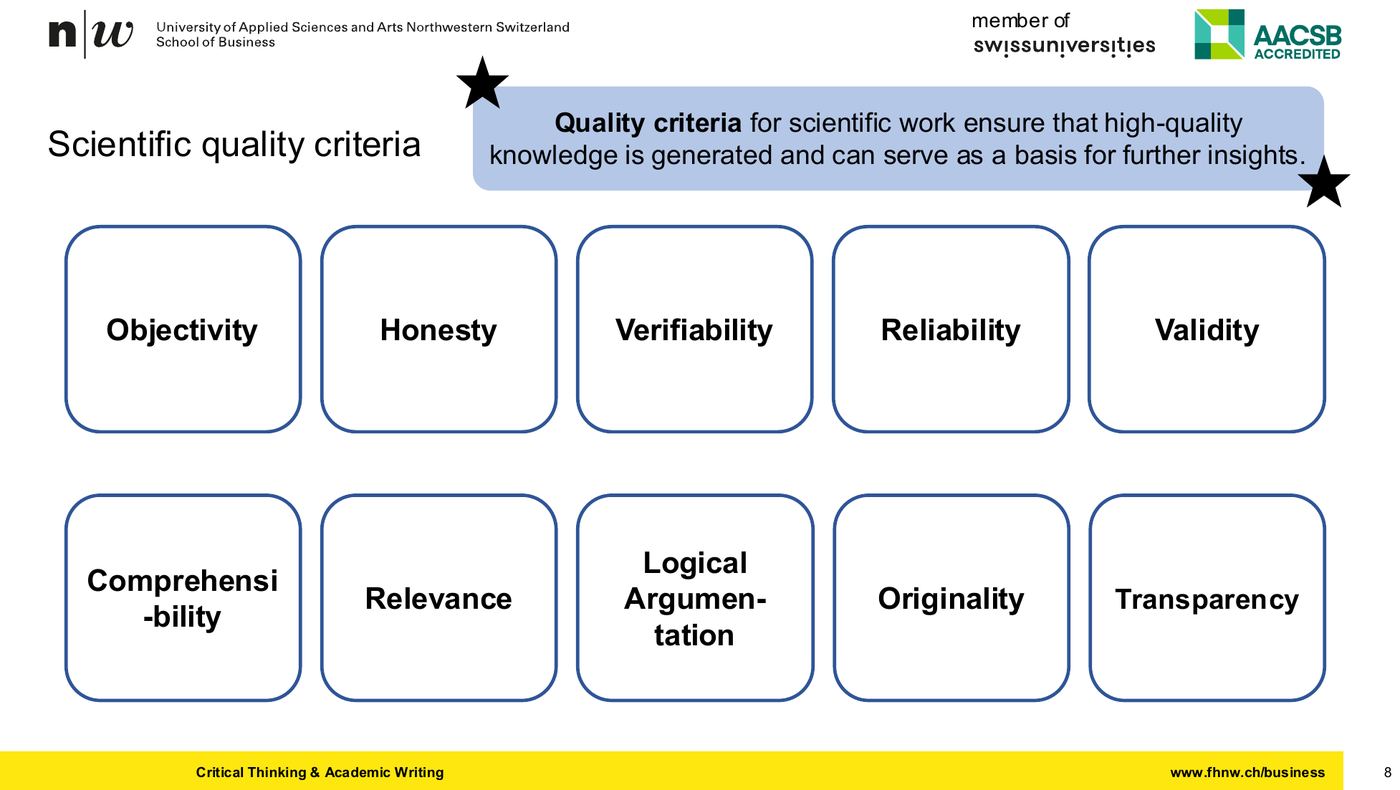 n|w
University of Applied Sciences and Arts Northwestern Switzerland
School of Business
member of
swissuniversities
AACSB
ACCREDITED
Scientific quality criteria
Quality criteria for scientific work ensure that high-quality
knowledge is generated and can serve as a basis for further insights.
Objectivity
Honesty
Verifiability
Reliability
Validity
Comprehensi
-bility
Relevance
Logical
Argumen-
tation
Originality
Transparency
Critical Thinking & Academic Writing
www.fhnw.ch/business
8